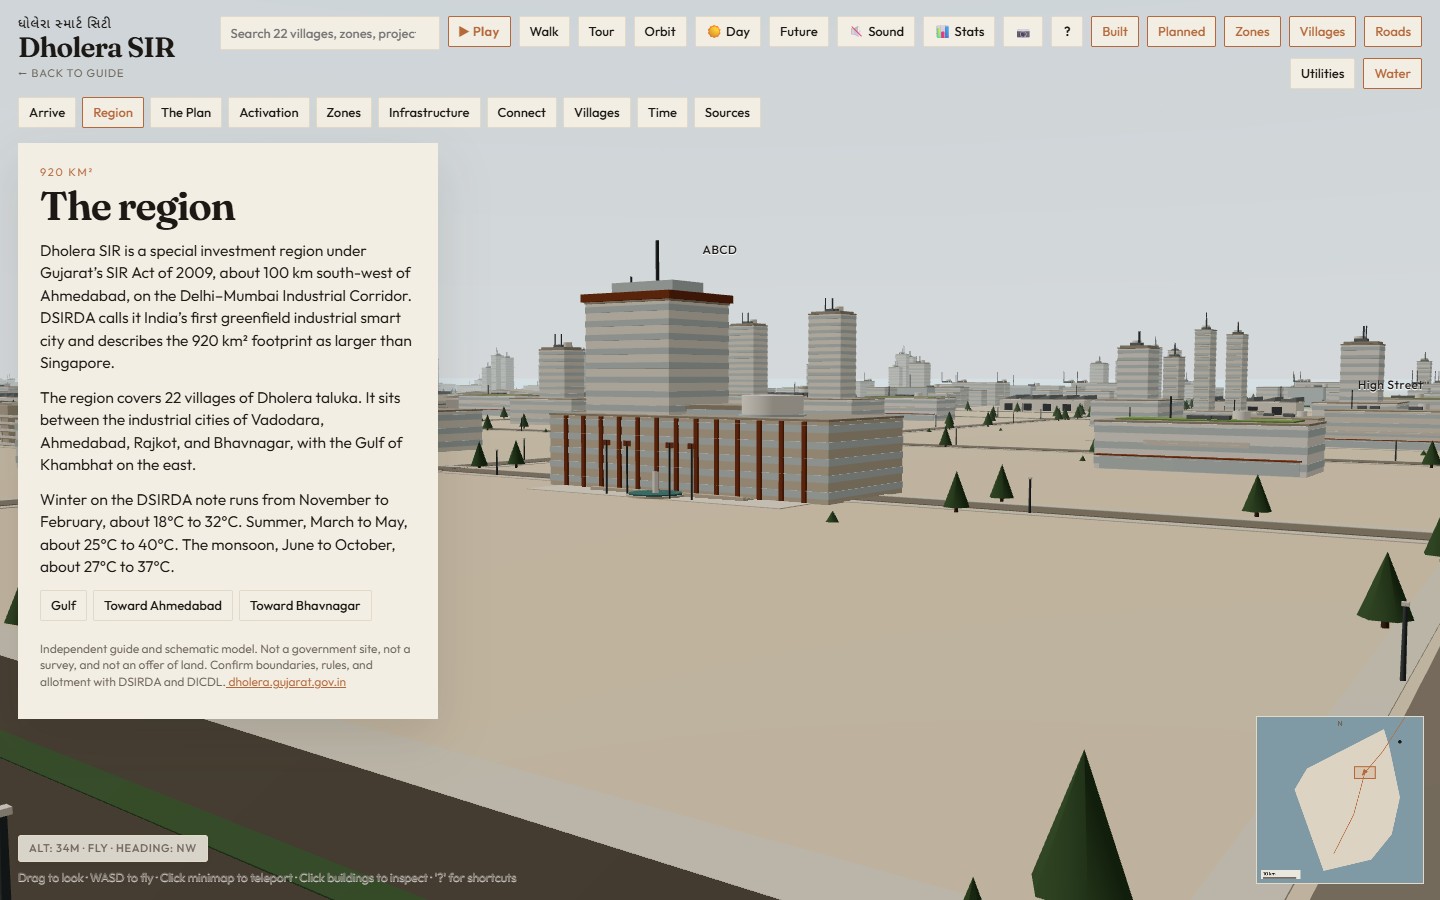 ધોલેરા સ્માર્ટ સિટી
Dholera SIR
← BACK TO GUIDE
Search 22 villages, zones, projec
▶ Play
Walk
Tour
Orbit
Day
Future
Sound
Stats
?
Built
Planned
Zones
Villages
Roads
Utilities
Water
Arrive
Region
The Plan
Activation
Zones
Infrastructure
Connect
Villages
Time
Sources
920 KM²
The region
Dholera SIR is a special investment region under
Gujarat’s SIR Act of 2009, about 100 km south-west of
Ahmedabad, on the Delhi–Mumbai Industrial Corridor.
DSIRDA calls it India’s first greenfield industrial smart
city and describes the 920 km² footprint as larger than
Singapore.
The region covers 22 villages of Dholera taluka. It sits
between the industrial cities of Vadodara,
Ahmedabad, Rajkot, and Bhavnagar, with the Gulf of
Khambhat on the east.
Winter on the DSIRDA note runs from November to
February, about 18°C to 32°C. Summer, March to May,
about 25°C to 40°C. The monsoon, June to October,
about 27°C to 37°C.
Gulf
Toward Ahmedabad
Toward Bhavnagar
Independent guide and schematic model. Not a government site, not a
survey, and not an offer of land. Confirm boundaries, rules, and
allotment with DSIRDA and DICDL. dholera.gujarat.gov.in
ABCD
High Street
N
10 km
ALT: 34M · FLY · HEADING: NW
Drag to look · WASD to fly · Click minimap to teleport · Click buildings to inspect · '?' for shortcuts